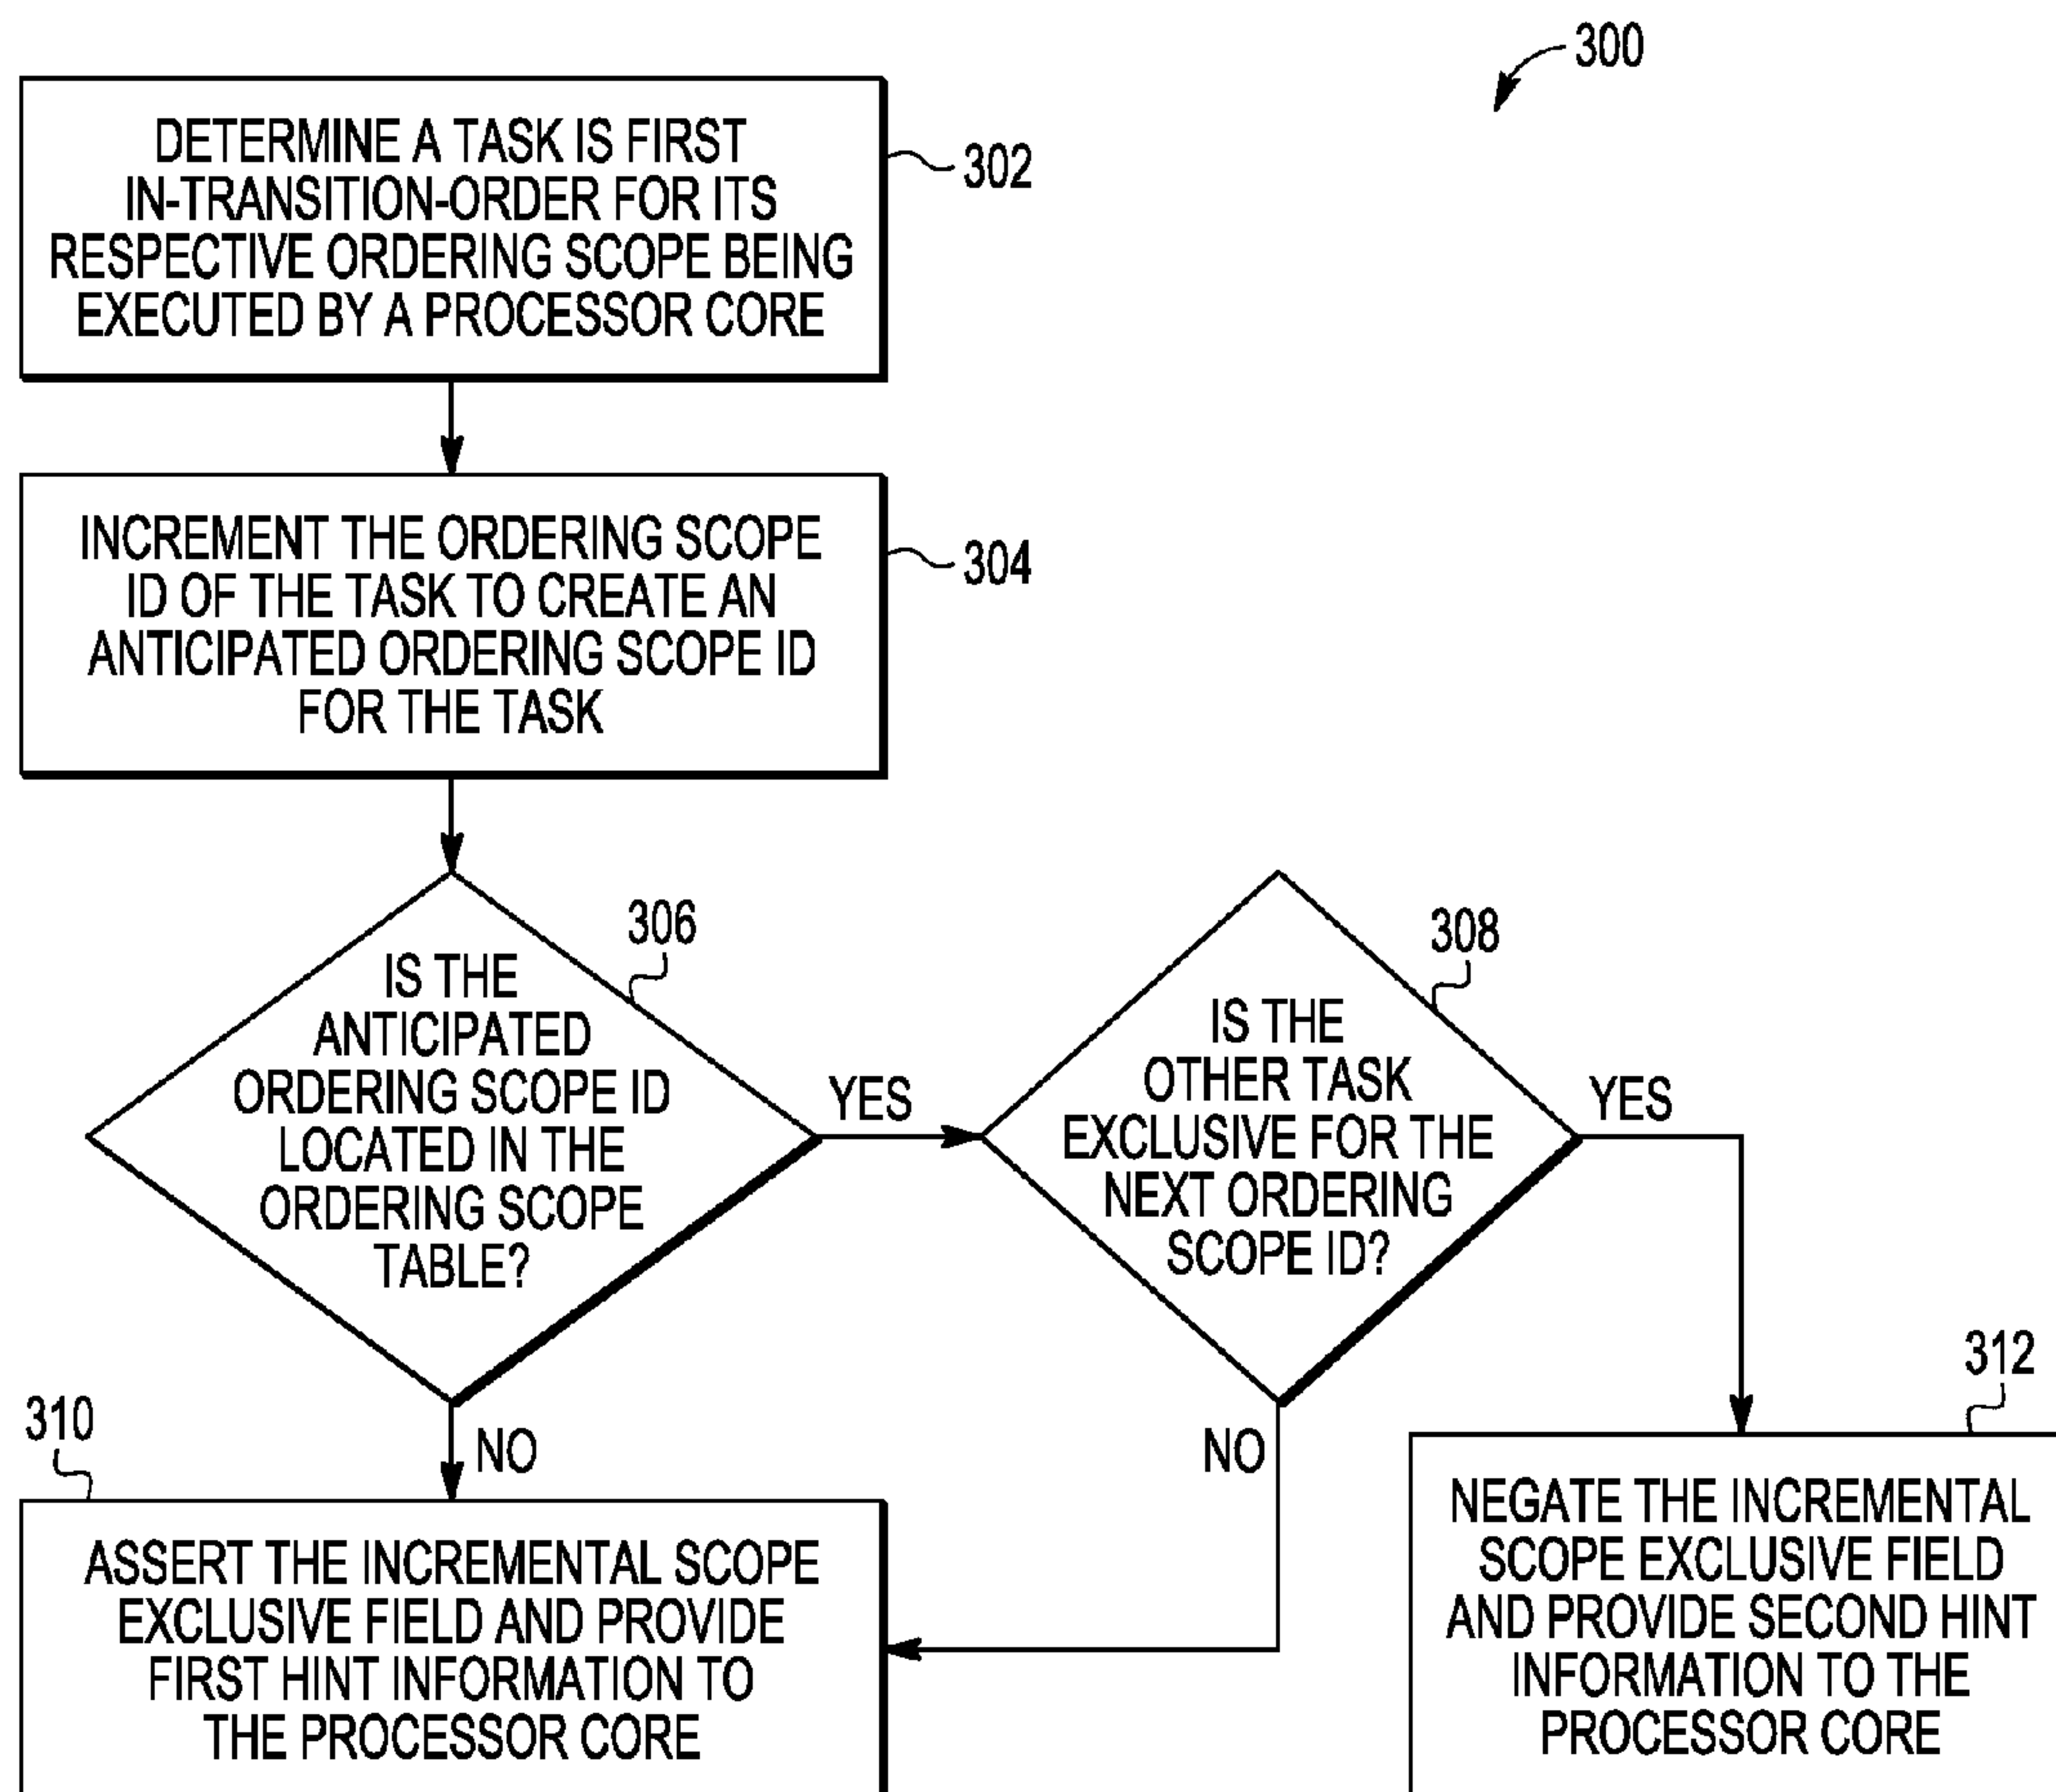 300
DETERMINE A TASK IS FIRST
IN-TRANSITION-ORDER FOR ITS
RESPECTIVE ORDERING SCOPE BEING
EXECUTED BY A PROCESSOR CORE
302
INCREMENT THE ORDERING SCOPE
ID OF THE TASK TO CREATE AN
ANTICIPATED ORDERING SCOPE ID
FOR THE TASK
304
306
IS THE
ANTICIPATED
ORDERING SCOPE ID
LOCATED IN THE
ORDERING SCOPE
TABLE?
YES
NO
308
IS THE
OTHER TASK
EXCLUSIVE FOR THE
NEXT ORDERING
SCOPE ID?
YES
NO
310
ASSERT THE INCREMENTAL SCOPE
EXCLUSIVE FIELD AND PROVIDE
FIRST HINT INFORMATION TO
THE PROCESSOR CORE
312
NEGATE THE INCREMENTAL
SCOPE EXCLUSIVE FIELD
AND PROVIDE SECOND HINT
INFORMATION TO THE
PROCESSOR CORE